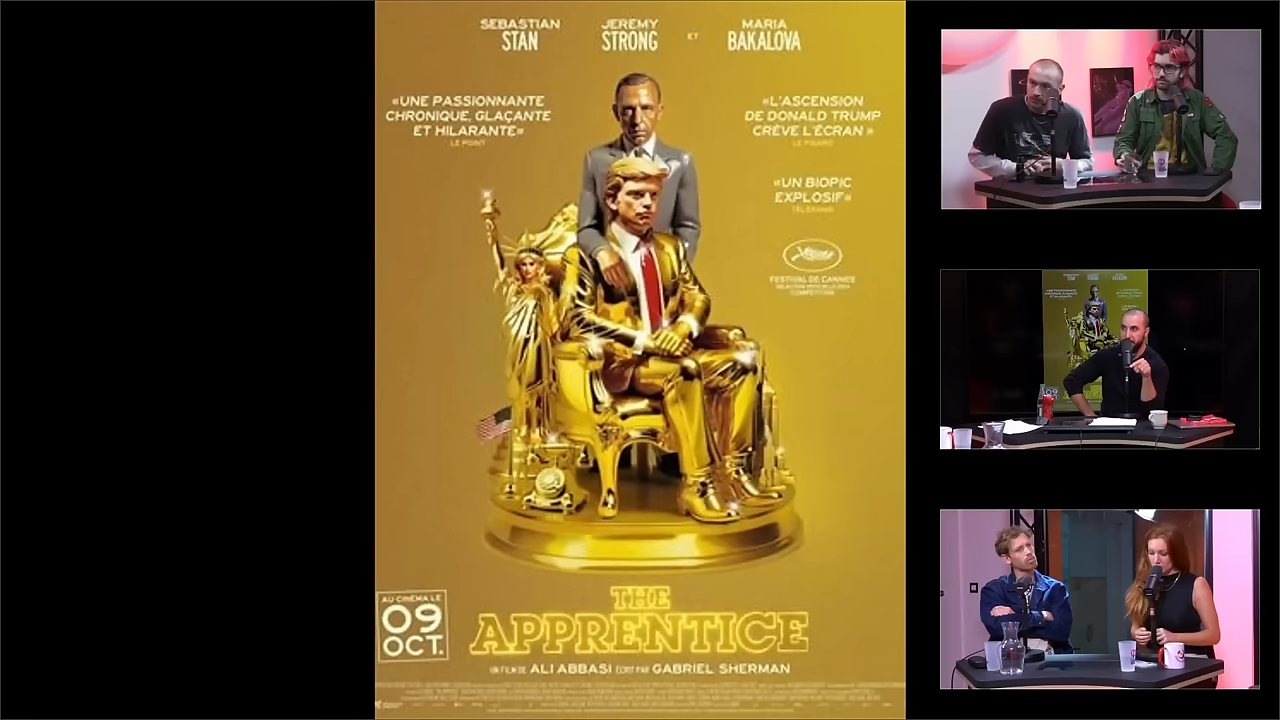 SEBASTIAN
STAN
JEREMY
STRONG
ET
MARIA
BAKALOVA
«UNE PASSIONNANTE
CHRONIQUE, GLAÇANTE
ET HILARANTE»
LE POINT
«L'ASCENSION
DE DONALD TRUMP
CRÈVE L'ÉCRAN »
LE FIGARO
«UN BIOPIC
EXPLOSIF»
TÉLÉRAMA
FESTIVAL DE CANNES
COMPÉTITION
AU CINÉMA LE
09
OCT.
THE
APPRENTICE
UN FILM DE ALI ABBASI ÉCRIT PAR GABRIEL SHERMAN